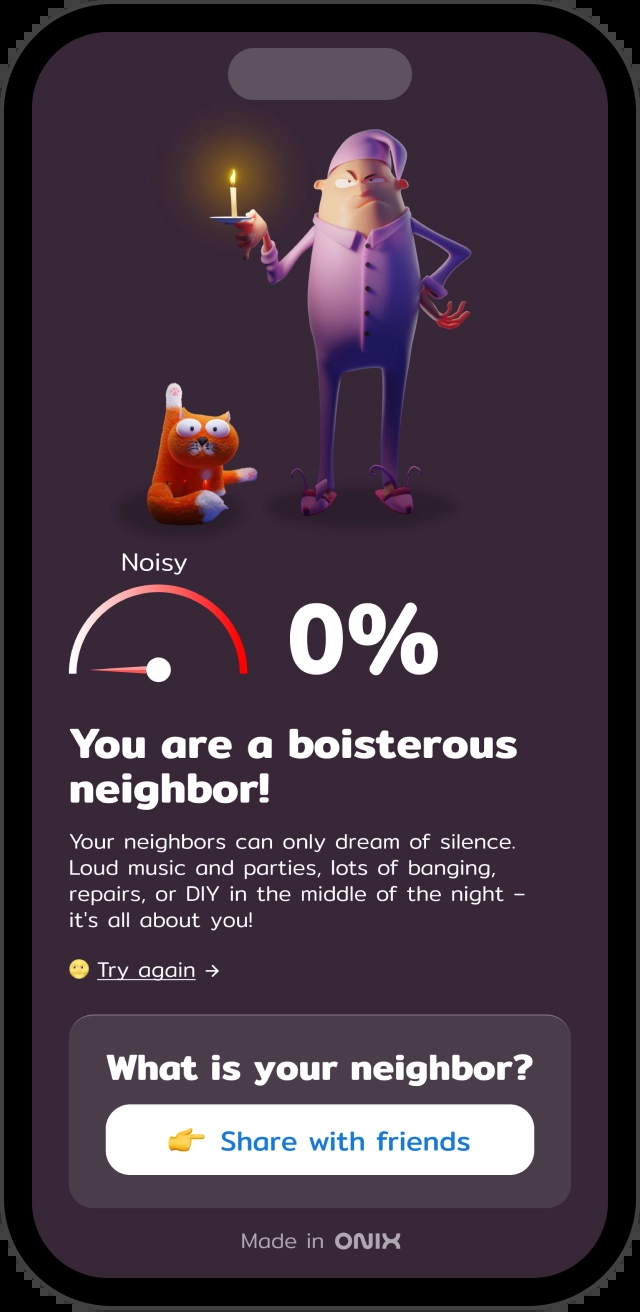 Noisy
0%
You are a boisterous
neighbor!
Your neighbors can only dream of silence.
Loud music and parties, lots of banging,
repairs, or DIY in the middle of the night –
it's all about you!
Try again →
What is your neighbor?
Share with friends
Made in ONIX